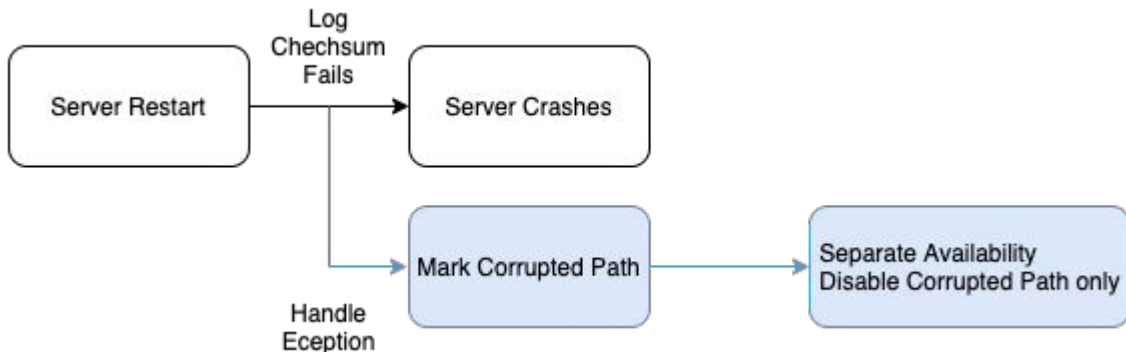 Log
Chechsum
Fails
Server Restart
Server Crashes
Mark Corrupted Path
Separate Availability
Disable Corrupted Path only
Handle
Eception